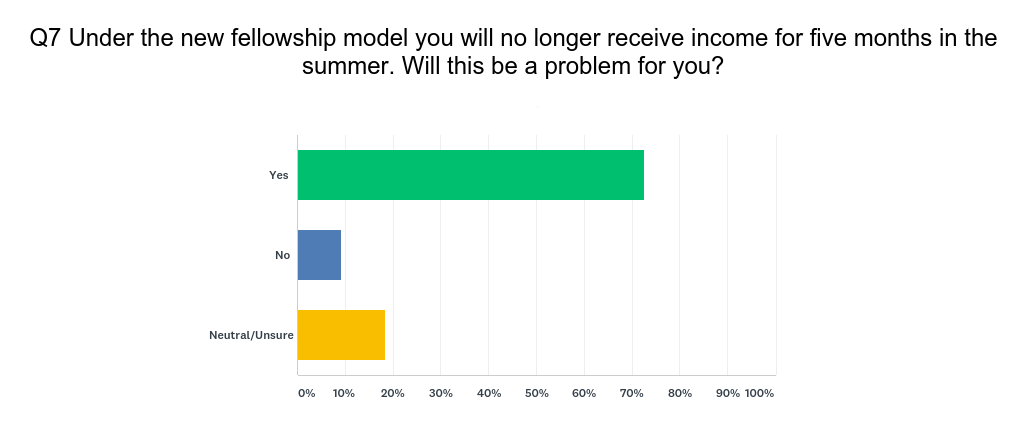 Q7 Under the new fellowship model you will no longer receive income for five months in the
summer. Will this be a problem for you?
Yes
No
Neutral/Unsure
0% 10% 20% 30% 40% 50% 60% 70% 80% 90% 100%